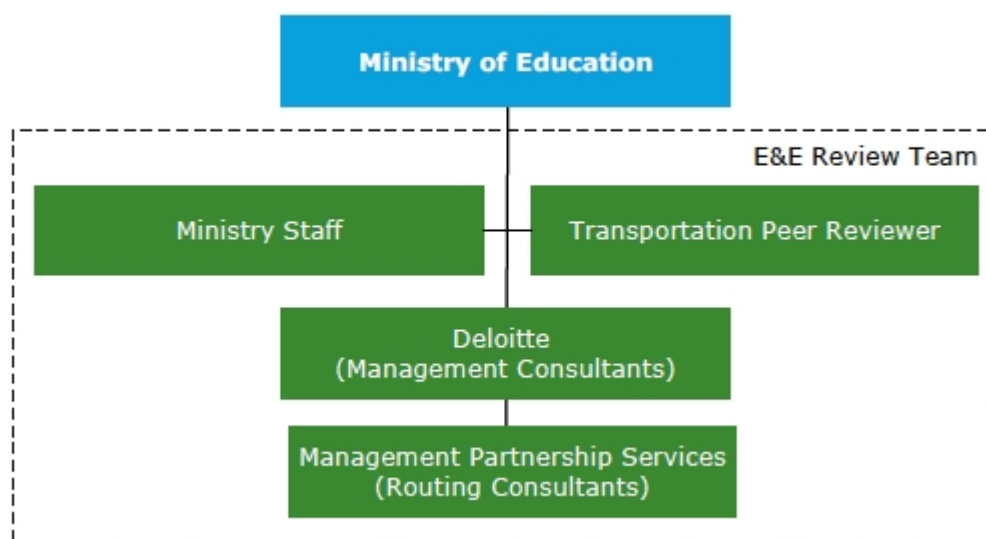 Ministry of Education
E&E Review Team
Ministry Staff
Transportation Peer Reviewer
Deloitte
(Management Consultants)
Management Partnership Services
(Routing Consultants)